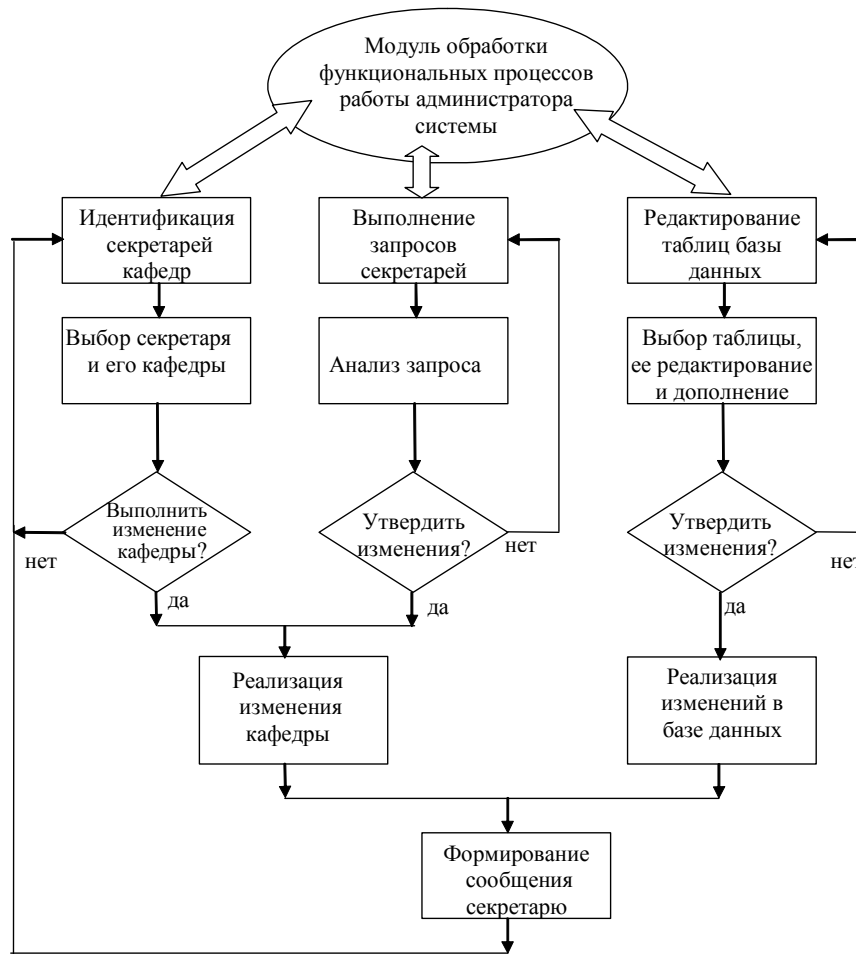 Модуль обработки
функциональных процессов
работы администратора
системы
Идентификация
секретарей
кафедр
Выполнение
запросов
секретарей
Редактирование
таблиц базы
данных
Выбор секретаря
и его кафедры
Анализ запроса
Выбор таблицы,
ее редактирование
и дополнение
Выполнить
изменение
кафедры?
нет
да
Утвердить
изменения?
нет
да
Утвердить
изменения?
нет
да
Реализация
изменения
кафедры
Реализация
изменений в
базе данных
Формирование
сообщения
секретарю